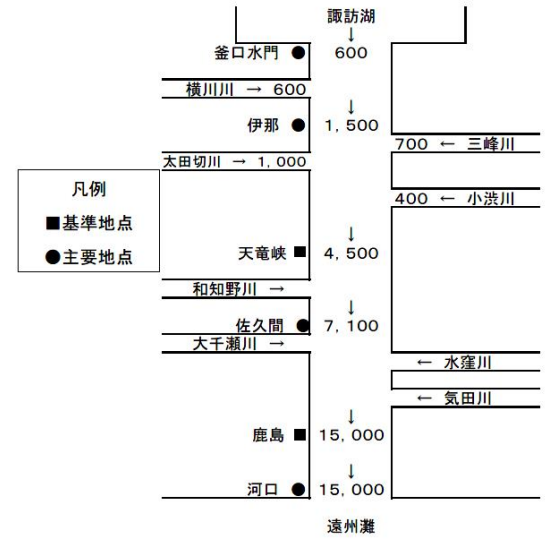 諏訪湖
↓
釜口水門 ● 600
横川川 → 600
↓
伊那 ● 1,500
700 ← 三峰川
太田切川 → 1,000
凡例
■基準地点
●主要地点
400 ← 小渋川
↓
天竜峡 ■ 4,500
和知野川 →
↓
佐久間 ● 7,100
大千瀬川 →
← 水窪川
← 気田川
↓
鹿島 ■ 15,000
↓
河口 ● 15,000
遠州灘